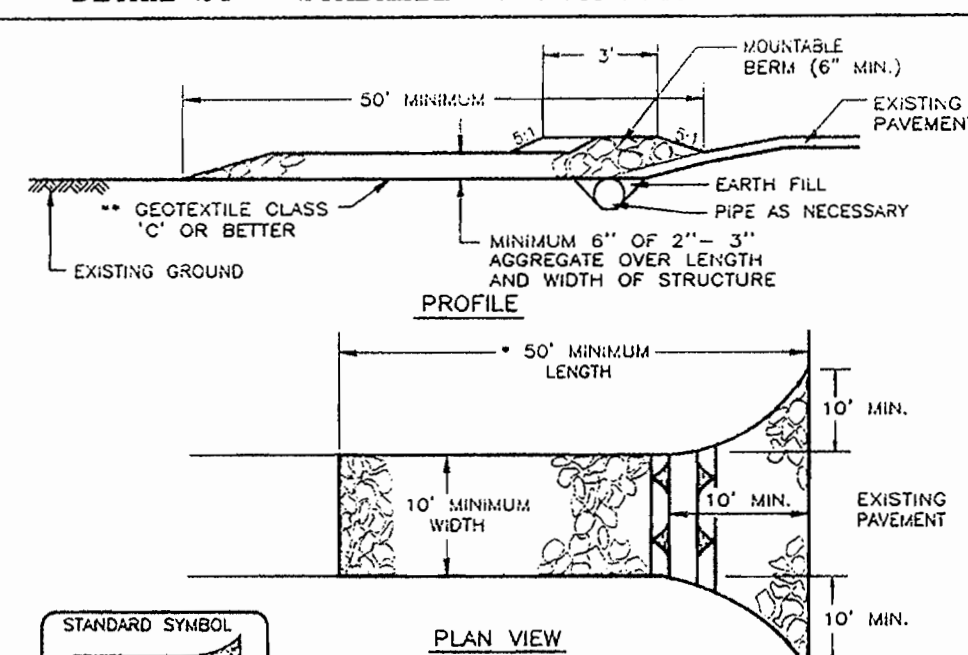 3'
MOUNTABLE
BERM (6" MIN.)
50' MINIMUM
EXISTING
PAVEMENT
5:1
5:1
** GEOTEXTILE CLASS
'C' OR BETTER
EARTH FILL
PIPE AS NECESSARY
EXISTING GROUND
MINIMUM 6" OF 2"- 3"
AGGREGATE OVER LENGTH
AND WIDTH OF STRUCTURE
PROFILE
* 50' MINIMUM
LENGTH
10' MIN.
10' MINIMUM
WIDTH
10' MIN.
EXISTING
PAVEMENT
10' MIN.
STANDARD SYMBOL
PLAN VIEW